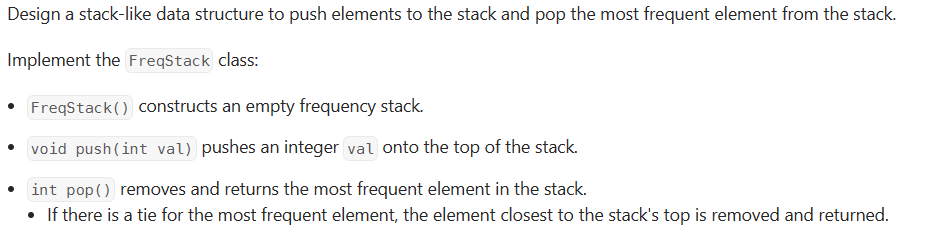 Design a stack-like data structure to push elements to the stack and pop the most frequent element from the stack.
Implement the FreqStack class:
• FreqStack() constructs an empty frequency stack.
• void push(int val) pushes an integer val onto the top of the stack.
• int pop() removes and returns the most frequent element in the stack.
• If there is a tie for the most frequent element, the element closest to the stack's top is removed and returned.